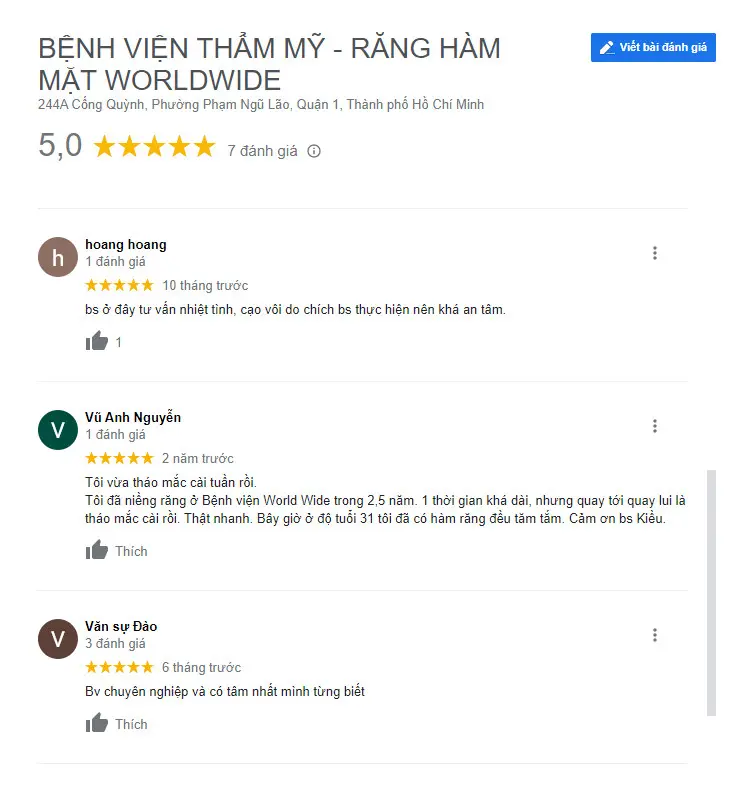 BỆNH VIỆN THẨM MỸ - RĂNG HÀM
MẶT WORLDWIDE
Viết bài đánh giá
244A Cống Quỳnh, Phường Phạm Ngũ Lão, Quận 1, Thành phố Hồ Chí Minh
5,0
7 đánh giá
h
hoang hoang
1 đánh giá
10 tháng trước
bs ở đây tư vấn nhiệt tình, cạo vôi do chích bs thực hiện nên khá an tâm.
1
V
Vũ Anh Nguyễn
1 đánh giá
2 năm trước
Tôi vừa tháo mắc cài tuần rồi.
Tôi đã niềng răng ở Bệnh viện World Wide trong 2,5 năm. 1 thời gian khá dài, nhưng quay tới quay lui là
tháo mắc cài rồi. Thật nhanh. Bây giờ ở độ tuổi 31 tôi đã có hàm răng đều tăm tắm. Cảm ơn bs Kiều.
Thích
V
Văn sự Đào
3 đánh giá
6 tháng trước
Bv chuyên nghiệp và có tâm nhất mình từng biết
Thích